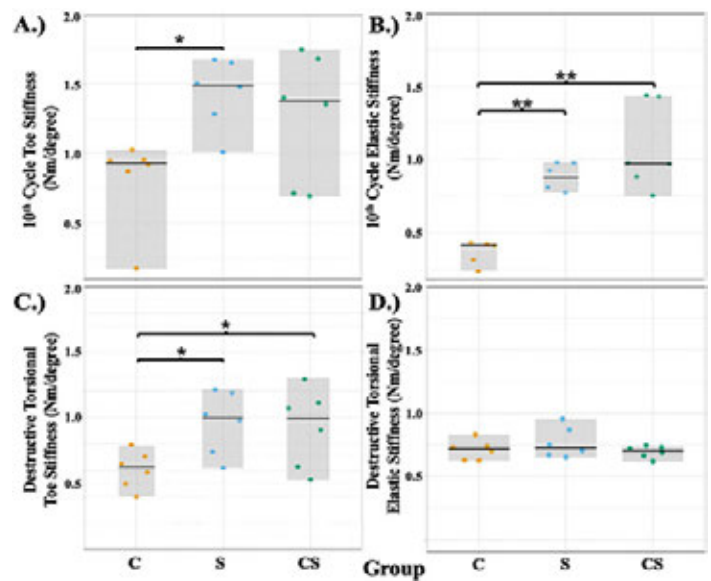 A.)
10th Cycle Toe Stiffness
(Nm/degree)
2.0
1.5
1.0
0.5
*
B.)
10th Cycle Elastic Stiffness
(Nm/degree)
2.0
1.5
1.0
0.5
**
**
C.)
Destructive Torsional
Toe Stiffness (Nm/degree)
2.0
1.5
1.0
0.5
*
*
D.)
Destructive Torsional
Elastic Stiffness (Nm/degree)
2.0
1.5
1.0
0.5
C S CS
Group
C S CS